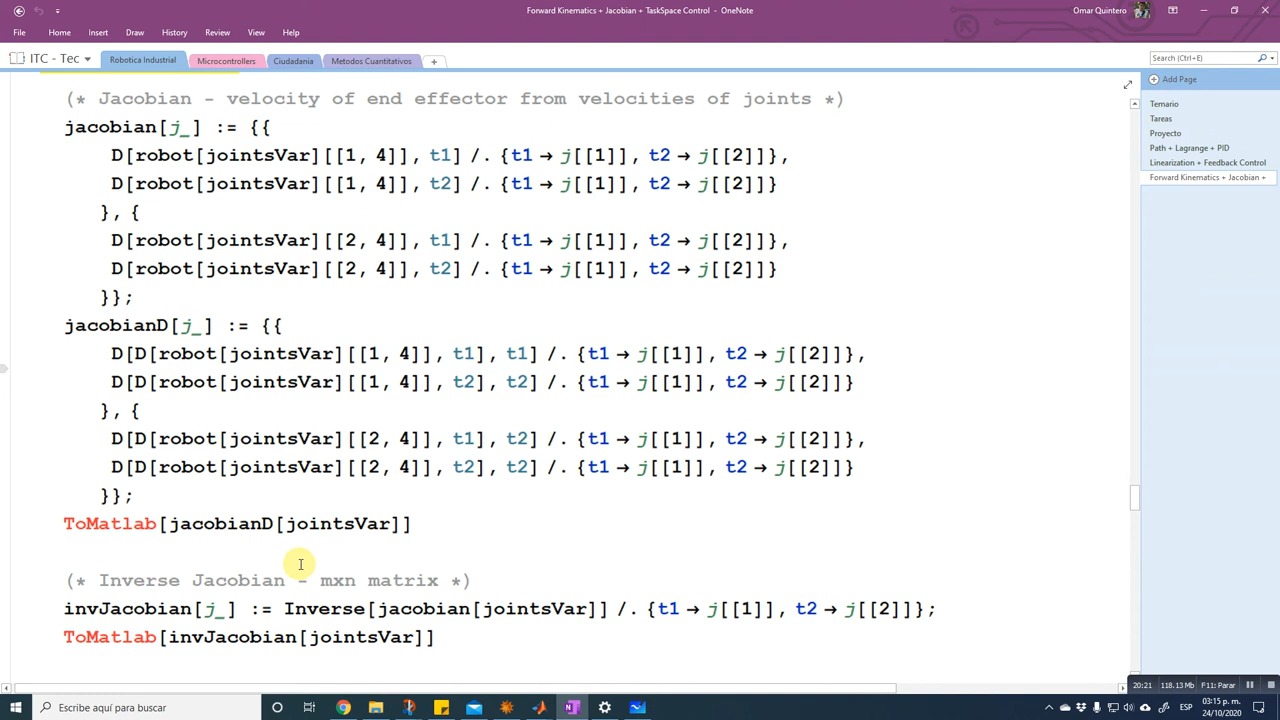 Forward Kinematics + Jacobian + TaskSpace Control - OneNote
Omar Quintero
File Home Insert Draw History Review View Help
ITC - Tec
Robotica Industrial
Microcontrollers
Ciudadania
Metodos Cuantitativos
Search (Ctrl+E)
Add Page
Temario
Tareas
Proyecto
Path + Lagrange + PID
Linearization + Feedback Control
Forward Kinematics + Jacobian +
(* Jacobian - velocity of end effector from velocities of joints *)
jacobian[j_] := {{
D[robot[jointsVar][[1, 4]], t1] /. {t1 → j[[1]], t2 → j[[2]]},
D[robot[jointsVar][[1, 4]], t2] /. {t1 → j[[1]], t2 → j[[2]]}
}, {
D[robot[jointsVar][[2, 4]], t1] /. {t1 → j[[1]], t2 → j[[2]]},
D[robot[jointsVar][[2, 4]], t2] /. {t1 → j[[1]], t2 → j[[2]]}
}};
jacobianD[j_] := {{
D[D[robot[jointsVar][[1, 4]], t1], t1] /. {t1 → j[[1]], t2 → j[[2]]},
D[D[robot[jointsVar][[1, 4]], t2], t2] /. {t1 → j[[1]], t2 → j[[2]]}
}, {
D[D[robot[jointsVar][[2, 4]], t1], t2] /. {t1 → j[[1]], t2 → j[[2]]},
D[D[robot[jointsVar][[2, 4]], t2], t2] /. {t1 → j[[1]], t2 → j[[2]]}
}};
ToMatlab[jacobianD[jointsVar]]
(* Inverse Jacobian - mxn matrix *)
invJacobian[j_] := Inverse[jacobian[jointsVar]] /. {t1 → j[[1]], t2 → j[[2]]};
ToMatlab[invJacobian[jointsVar]]
20:21 118.13 Mb F11: Parar
Escribe aquí para buscar
ESP
03:15 p. m.
24/10/2020